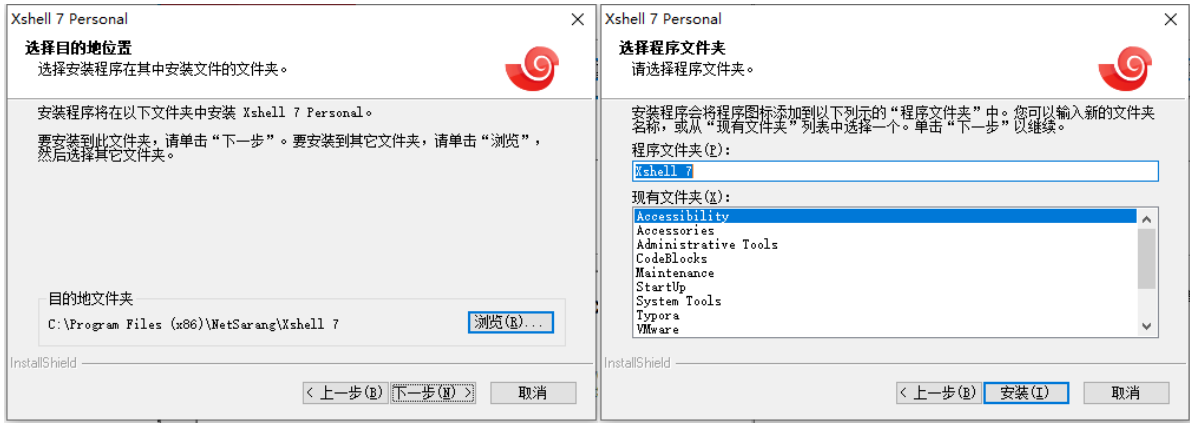 Xshell 7 Personal
选择目的地位置
选择安装程序在其中安装文件的文件夹。
安装程序将在以下文件夹中安装 Xshell 7 Personal。
要安装到此文件夹，请单击“下一步”。要安装到其它文件夹，请单击“浏览”，
然后选择其它文件夹。
目的地文件夹
C:\Program Files (x86)\NetSarang\Xshell 7
浏览(R)...
InstallShield
< 上一步(B)
下一步(N) >
取消
Xshell 7 Personal
选择程序文件夹
请选择程序文件夹。
安装程序会将程序图标添加到以下列示的“程序文件夹”中。您可以输入新的文件夹
名称，或从“现有文件夹”列表中选择一个。单击“下一步”以继续。
程序文件夹(P)：
Xshell 7
现有文件夹(X)：
Accessibility
Accessories
Administrative Tools
CodeBlocks
Maintenance
StartUp
System Tools
Typora
VMware
InstallShield
< 上一步(B)
安装(I)
取消